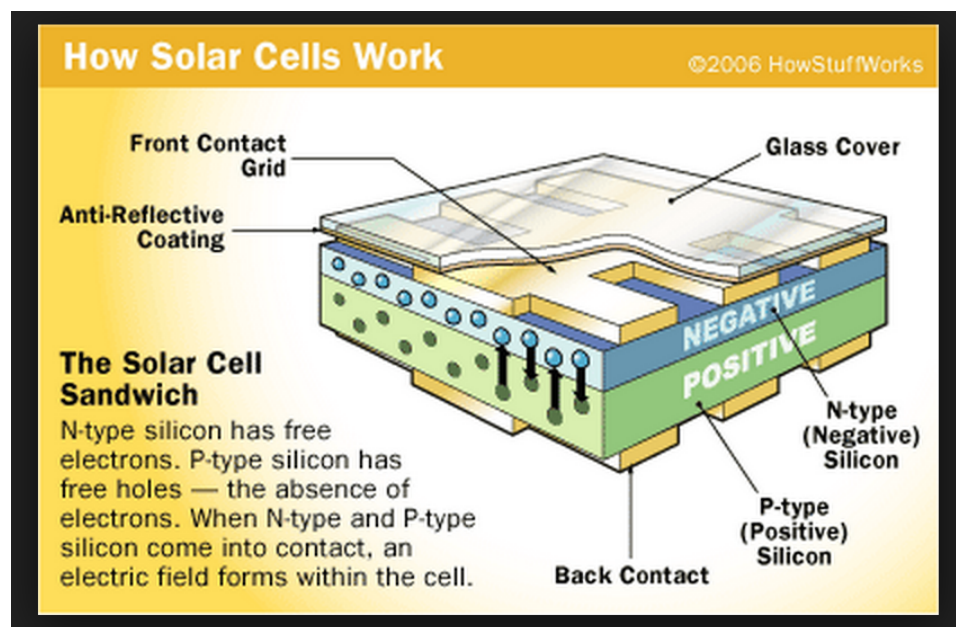 How Solar Cells Work
©2006 HowStuffWorks
Front Contact
Grid
Glass Cover
Anti-Reflective
Coating
NEGATIVE
POSITIVE
The Solar Cell
Sandwich
N-type silicon has free
electrons. P-type silicon has
free holes — the absence of
electrons. When N-type and P-type
silicon come into contact, an
electric field forms within the cell.
N-type
(Negative)
Silicon
P-type
(Positive)
Silicon
Back Contact